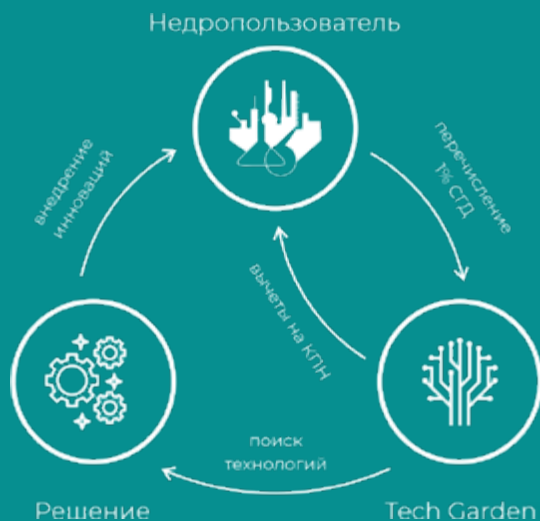 Недропользователь
внедрение
инноваций
перечисление
1% СГД
вычеты на КПН
поиск
технологий
Решение
Tech Garden